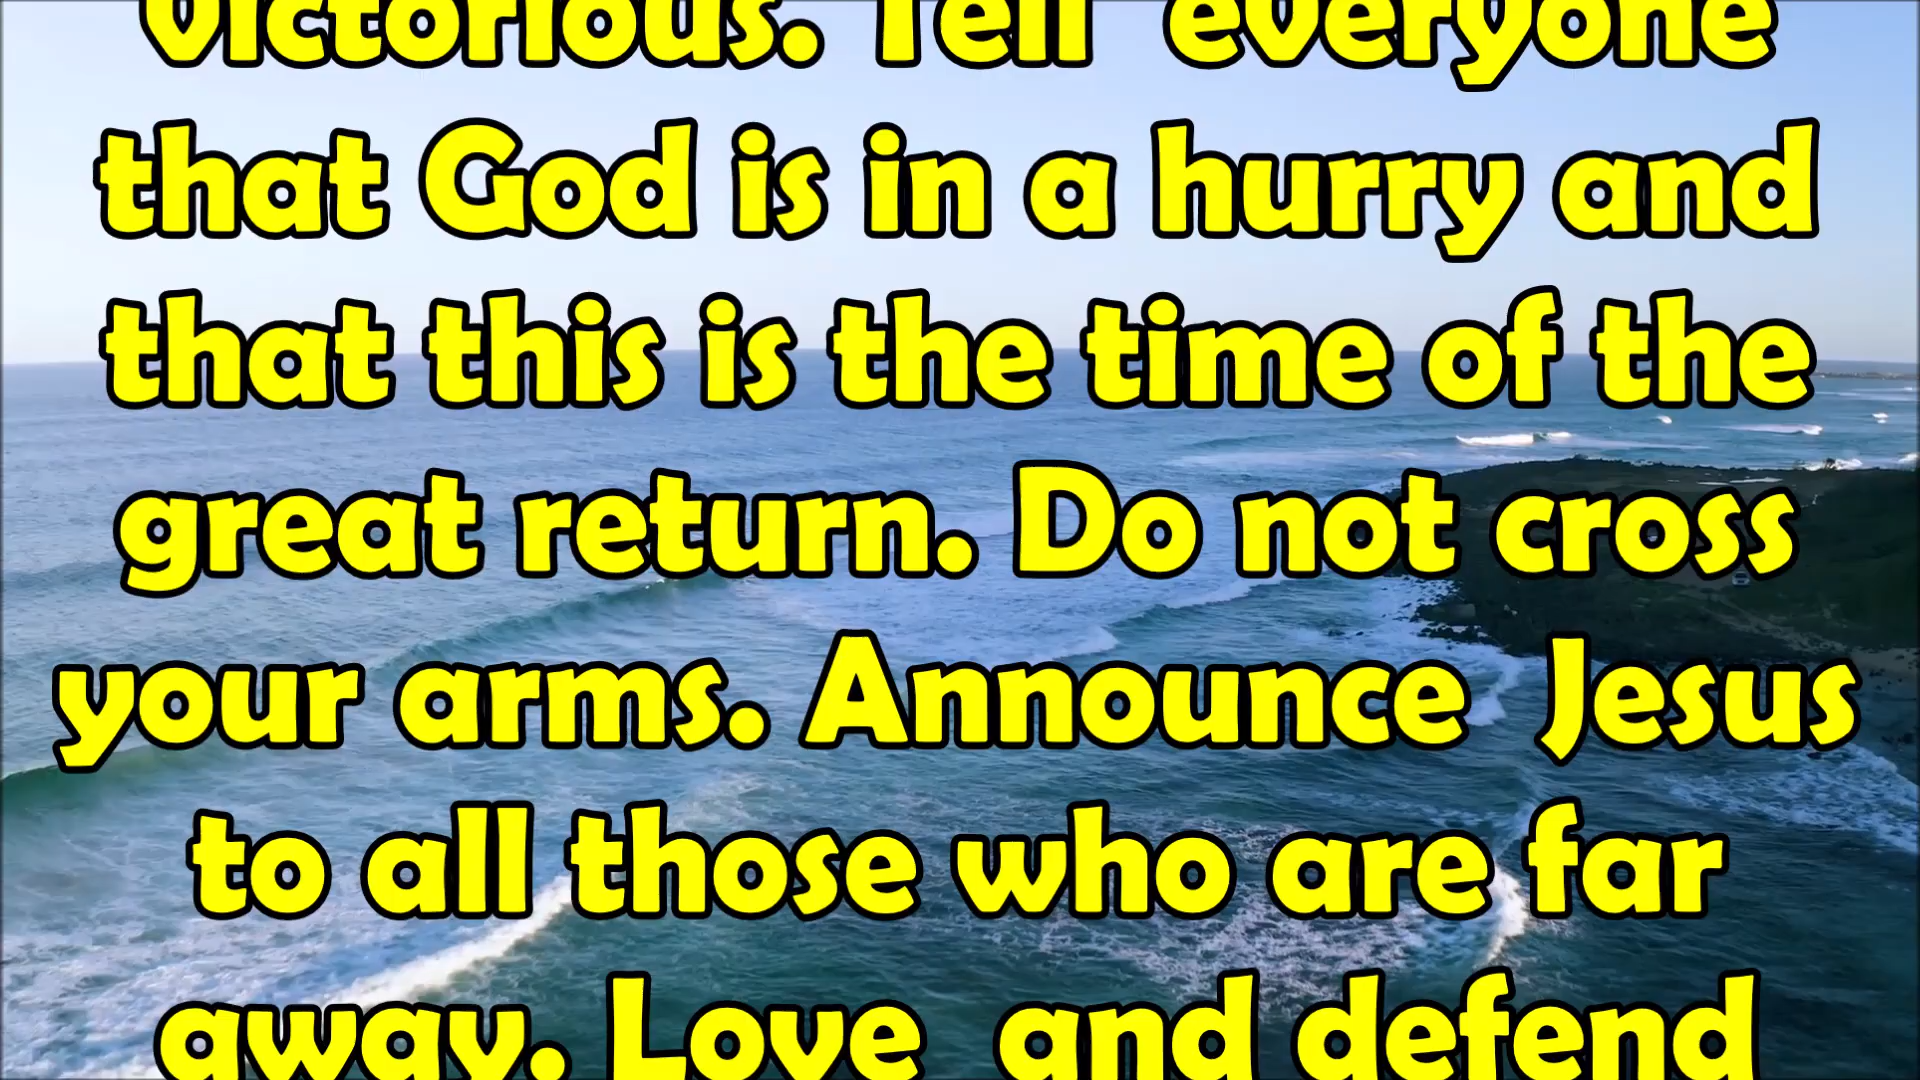 victorious. Tell everyone
that God is in a hurry and
that this is the time of the
great return. Do not cross
your arms. Announce Jesus
to all those who are far
away. Love and defend